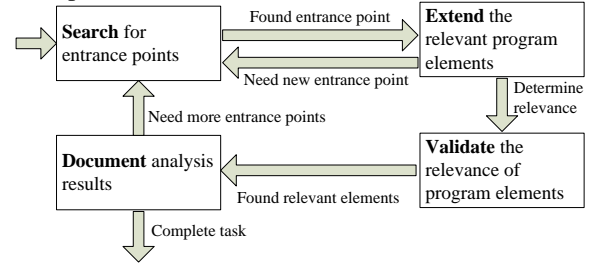 Search for
entrance points
Found entrance point
Need new entrance point
Extend the
relevant program
elements
Determine
relevance
Validate the
relevance of
program elements
Found relevant elements
Document analysis
results
Need more entrance points
Complete task